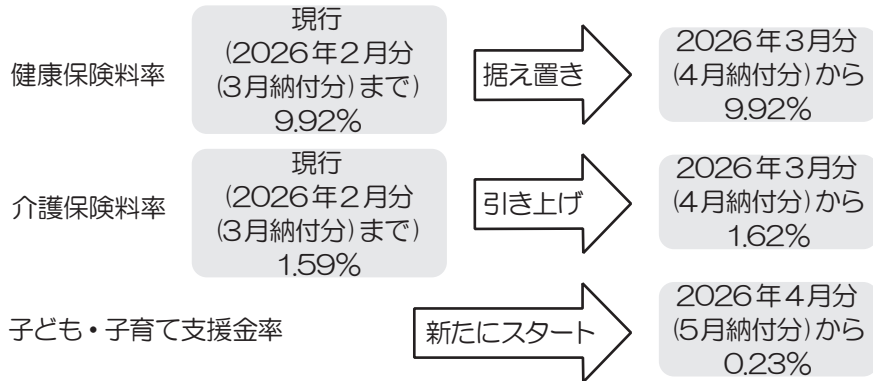 健康保険料率
現行
(2026年2月分
(3月納付分)まで)
9.92%
据え置き
2026年3月分
(4月納付分)から
9.92%
介護保険料率
現行
(2026年2月分
(3月納付分)まで)
1.59%
引き上げ
2026年3月分
(4月納付分)から
1.62%
子ども・子育て支援金率
新たにスタート
2026年4月分
(5月納付分)から
0.23%